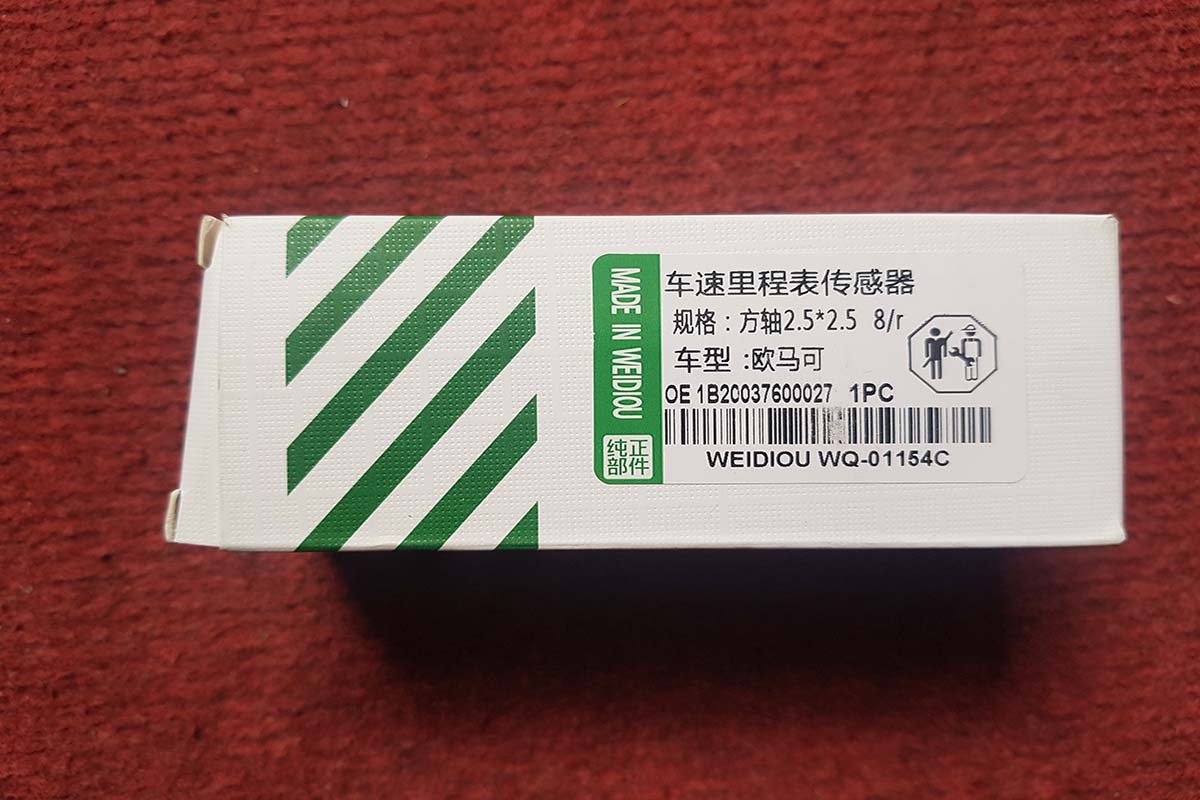 MADE IN WEIDIOU
纯正
部件
车速里程表传感器
规格：方轴2.5*2.5 8/r
车型 :欧马可
OE 1B20037600027 1PC
WEIDIOU WQ-01154C